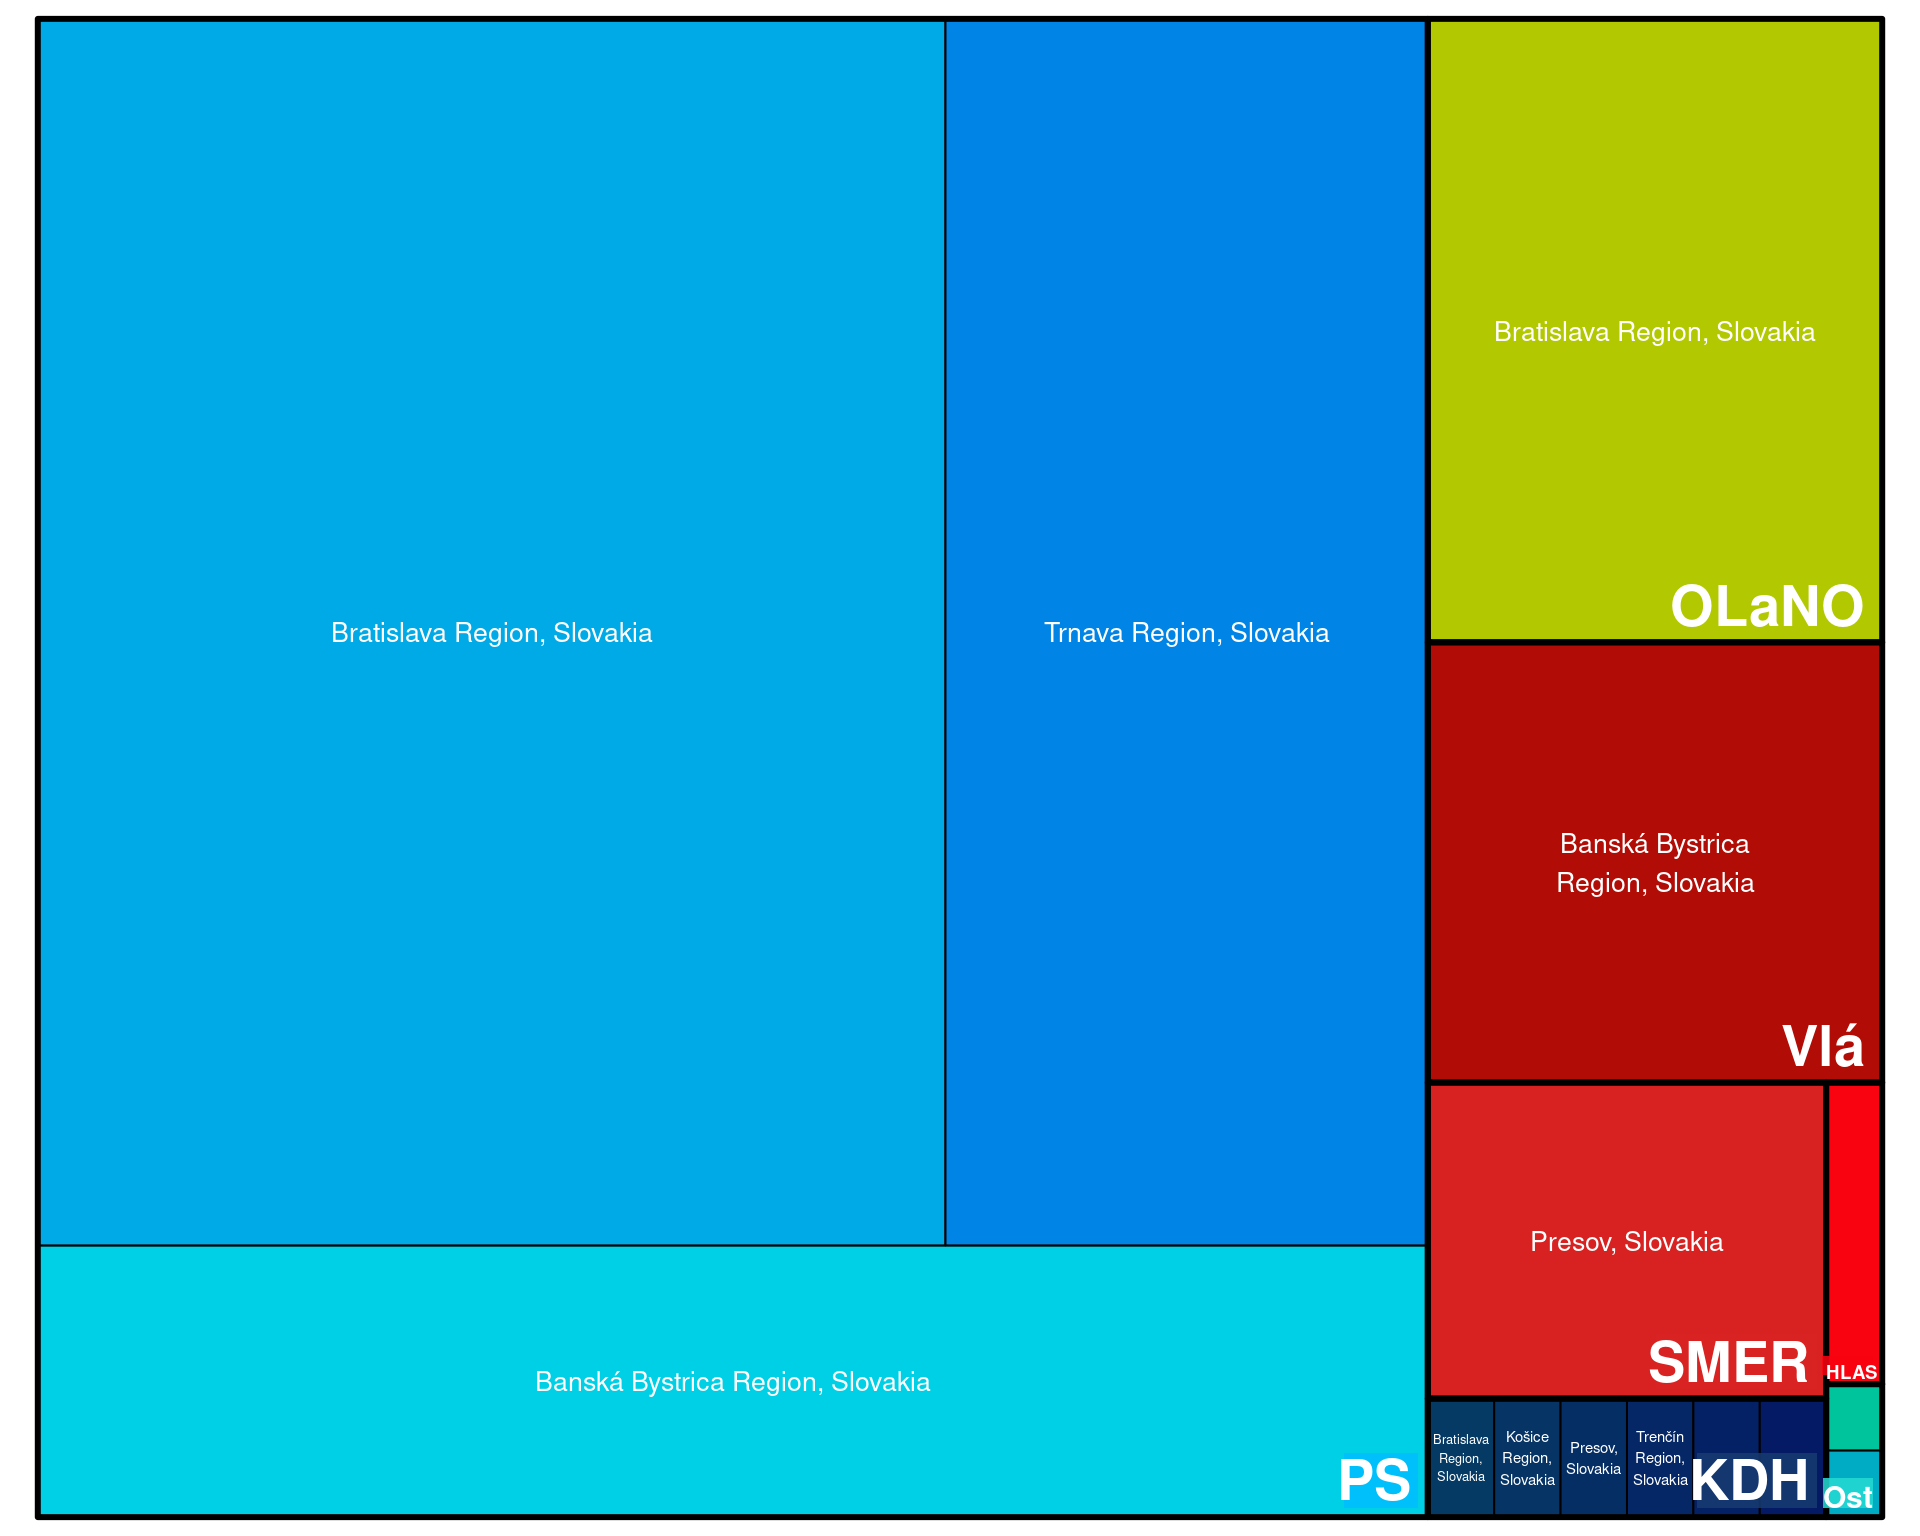 Bratislava Region, Slovakia
Trnava Region, Slovakia
Banská Bystrica Region, Slovakia
PS
Bratislava Region, Slovakia
OLaNO
Banská Bystrica
Region, Slovakia
Vlá
Presov, Slovakia
SMER
HLAS
Bratislava
Region,
Slovakia
Košice
Region,
Slovakia
Presov,
Slovakia
Trenčín
Region,
Slovakia
KDH
Ost